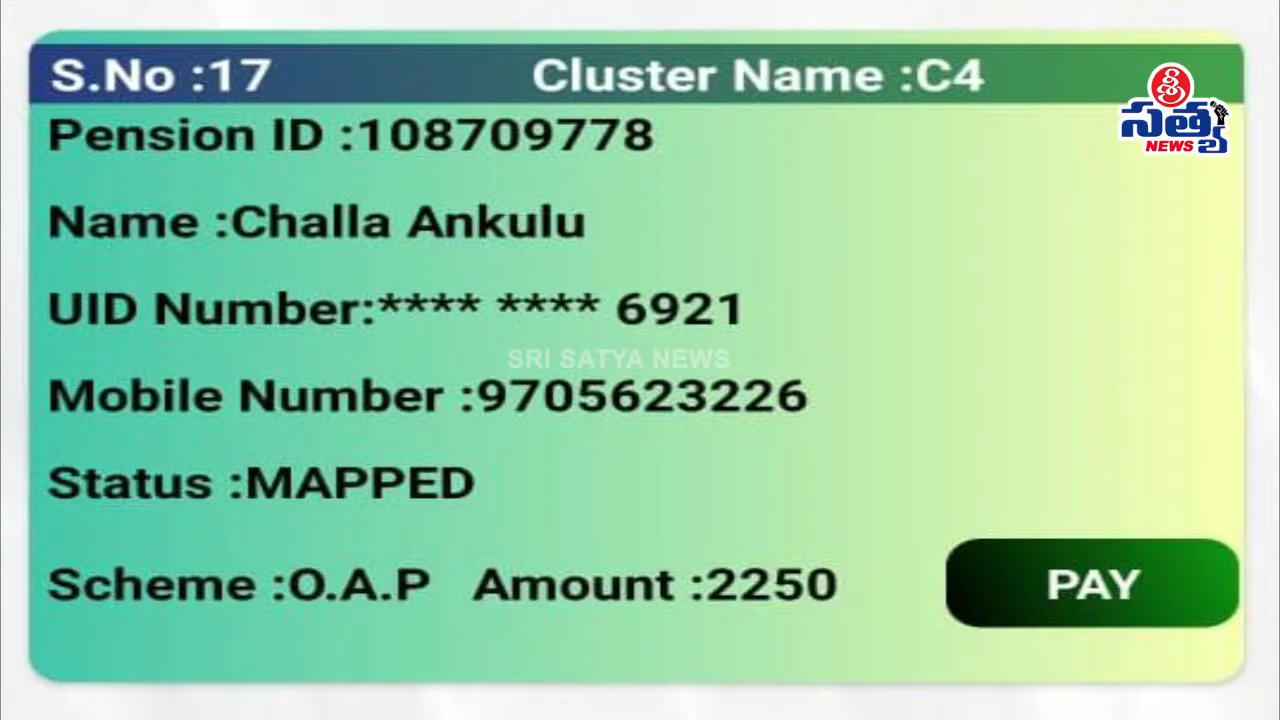 S.No :17 Cluster Name :C4
శ్రీ
సత్య
NEWS
Pension ID :108709778
Name :Challa Ankulu
UID Number:**** **** 6921
SRI SATYA NEWS
Mobile Number :9705623226
Status :MAPPED
Scheme :O.A.P Amount :2250
PAY